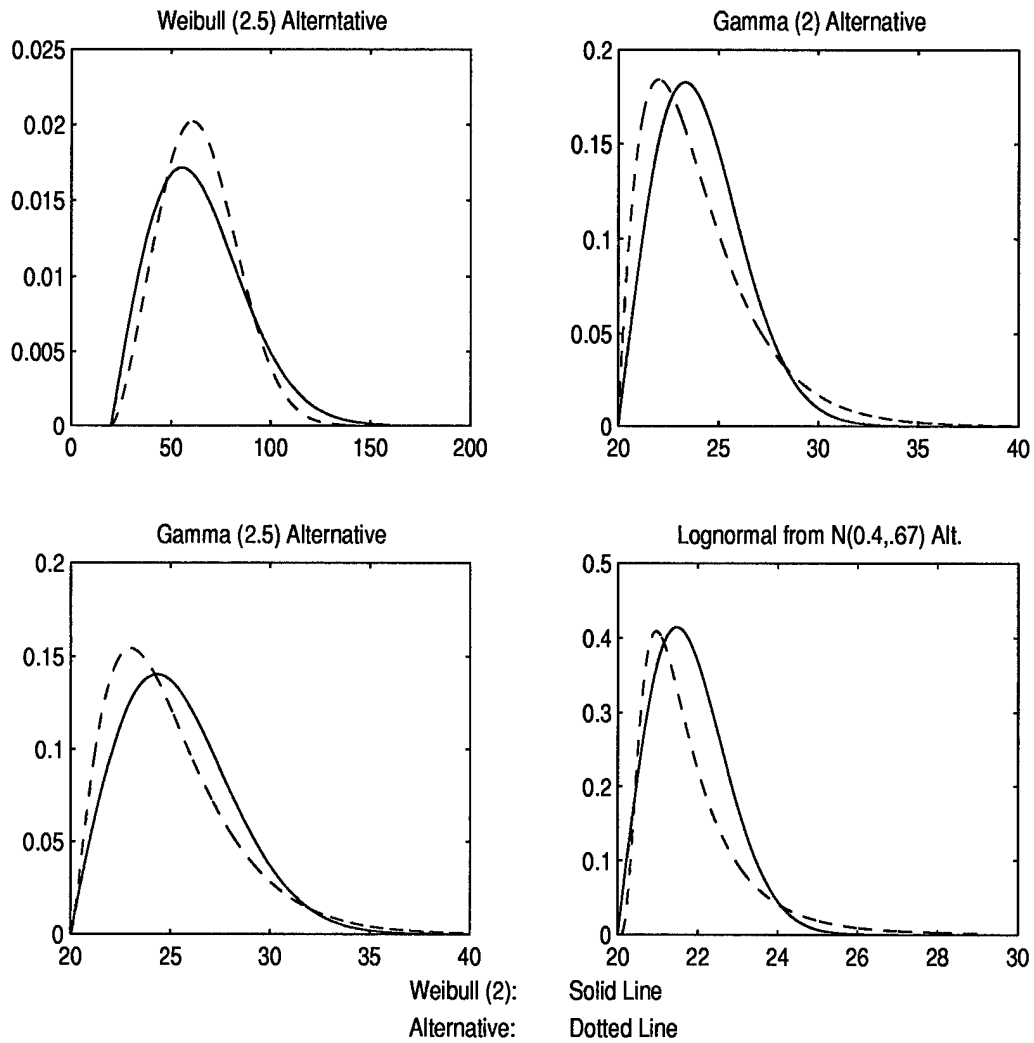 Weibull (2.5) Alterntative
0.025
0.02
0.015
0.01
0.005
0
0 50 100 150 200
Gamma (2) Alternative
0.2
0.15
0.1
0.05
0
20 25 30 35 40
Gamma (2.5) Alternative
0.2
0.15
0.1
0.05
0
20 25 30 35 40
Lognormal from N(0.4,.67) Alt.
0.5
0.4
0.3
0.2
0.1
0
20 22 24 26 28 30
Weibull (2): Solid Line
Alternative: Dotted Line